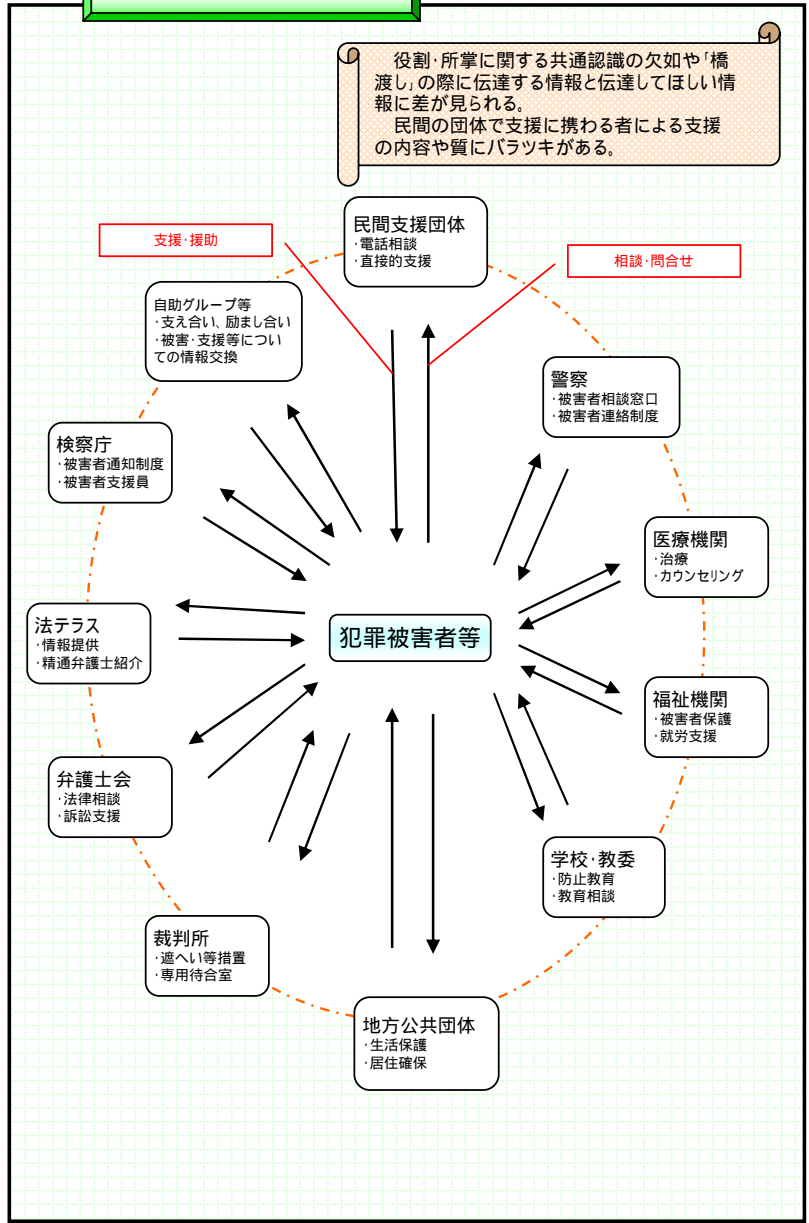 役割・所掌に関する共通認識の欠如や「橋
渡し」の際に伝達する情報と伝達してほしい情
報に差が見られる。
民間の団体で支援に携わる者による支援
の内容や質にバラツキがある。
民間支援団体
・電話相談
・直接的支援
支援・援助
相談・問合せ
自助グループ等
・支え合い、励まし合い
・被害・支援等につい
ての情報交換
警察
・被害者相談窓口
・被害者連絡制度
検察庁
・被害者通知制度
・被害者支援員
医療機関
・治療
・カウンセリング
法テラス
・情報提供
・精通弁護士紹介
犯罪被害者等
福祉機関
・被害者保護
・就労支援
弁護士会
・法律相談
・訴訟支援
学校・教委
・防止教育
・教育相談
裁判所
・遮へい等措置
・専用待合室
地方公共団体
・生活保護
・居住確保